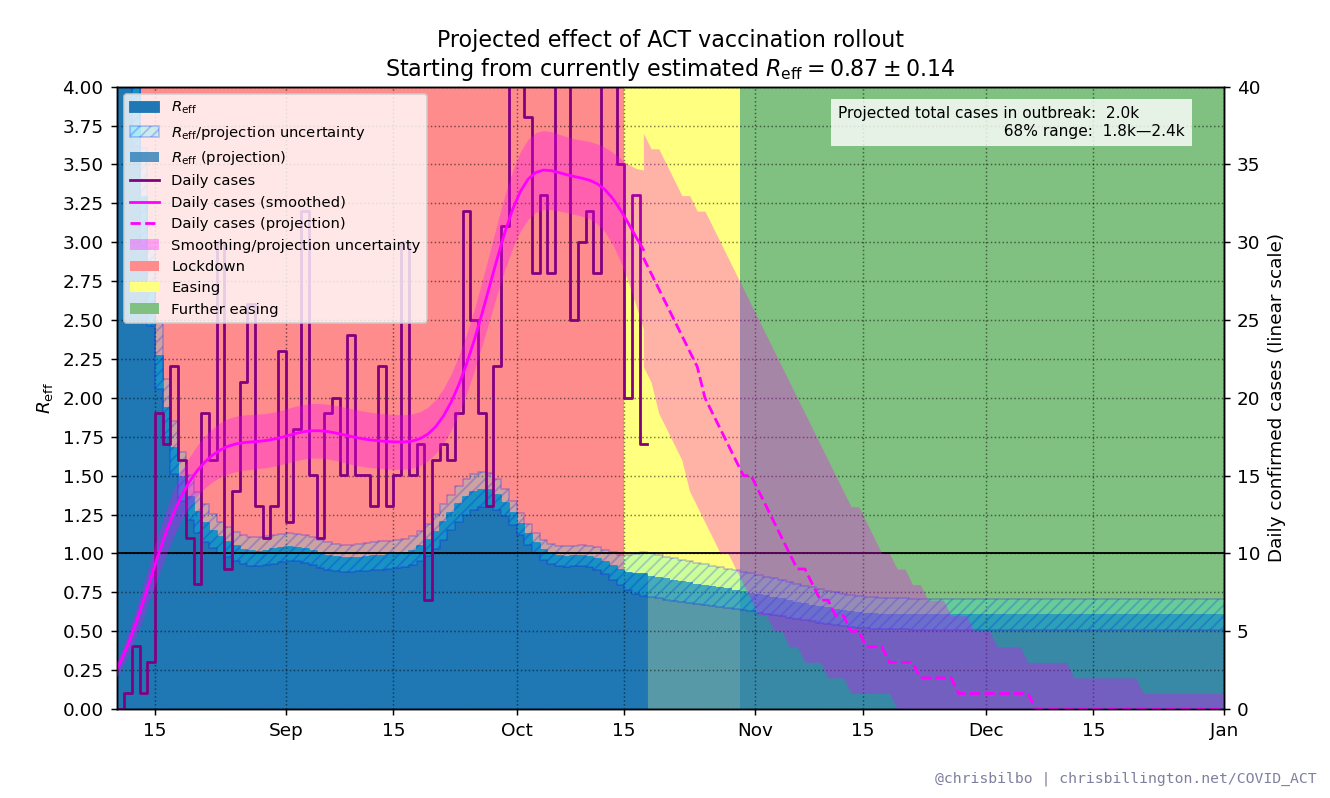 Projected effect of ACT vaccination rollout
Starting from currently estimated R_eff = 0.87 ± 0.14
4.00
3.75
3.50
3.25
3.00
2.75
2.50
2.25
2.00
1.75
1.50
1.25
1.00
0.75
0.50
0.25
0.00
R_eff
R_eff
R_eff/projection uncertainty
R_eff (projection)
Daily cases
Daily cases (smoothed)
Daily cases (projection)
Smoothing/projection uncertainty
Lockdown
Easing
Further easing
Projected total cases in outbreak: 2.0k
68% range: 1.8k—2.4k
40
35
30
25
20
15
10
5
0
Daily confirmed cases (linear scale)
15 Sep 15 Oct 15 Nov 15 Dec 15 Jan
@chrisbilbo | chrisbillington.net/COVID_ACT